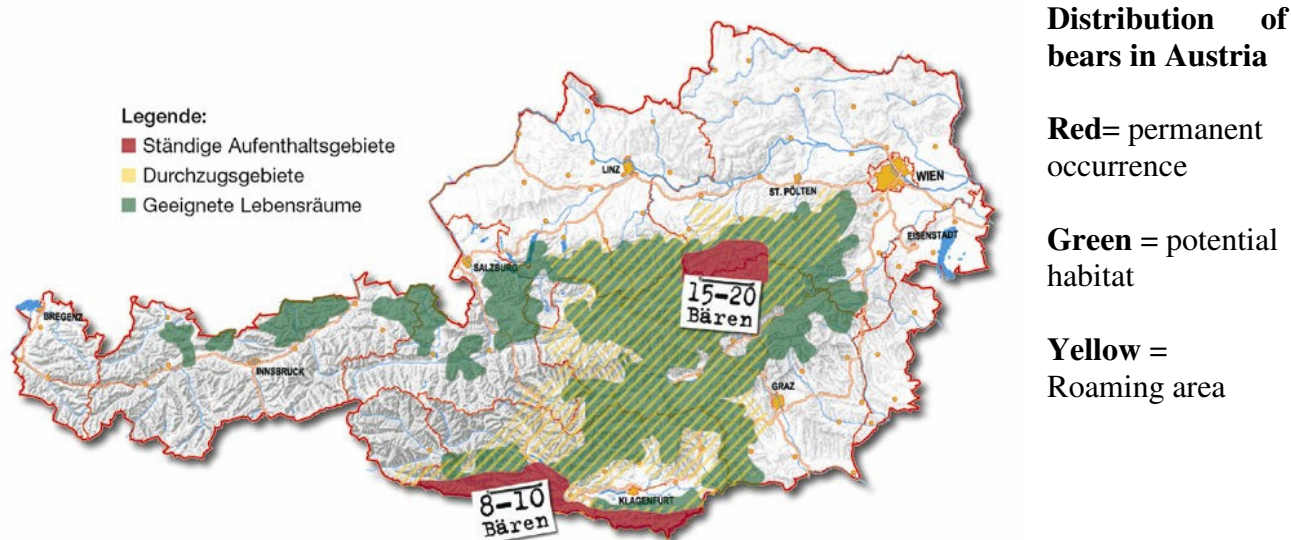 Legende:
Ständige Aufenthaltsgebiete
Durchzugsgebiete
Geeignete Lebensräume
LINZ
ST. PÖLTEN
WIEN
EISENSTADT
SALZBURG
15–20
Bären
BREGENZ
INNSBRUCK
GRAZ
KLAGENFURT
8–10
Bären
Distribution of
bears in Austria
Red= permanent
occurrence
Green = potential
habitat
Yellow =
Roaming area